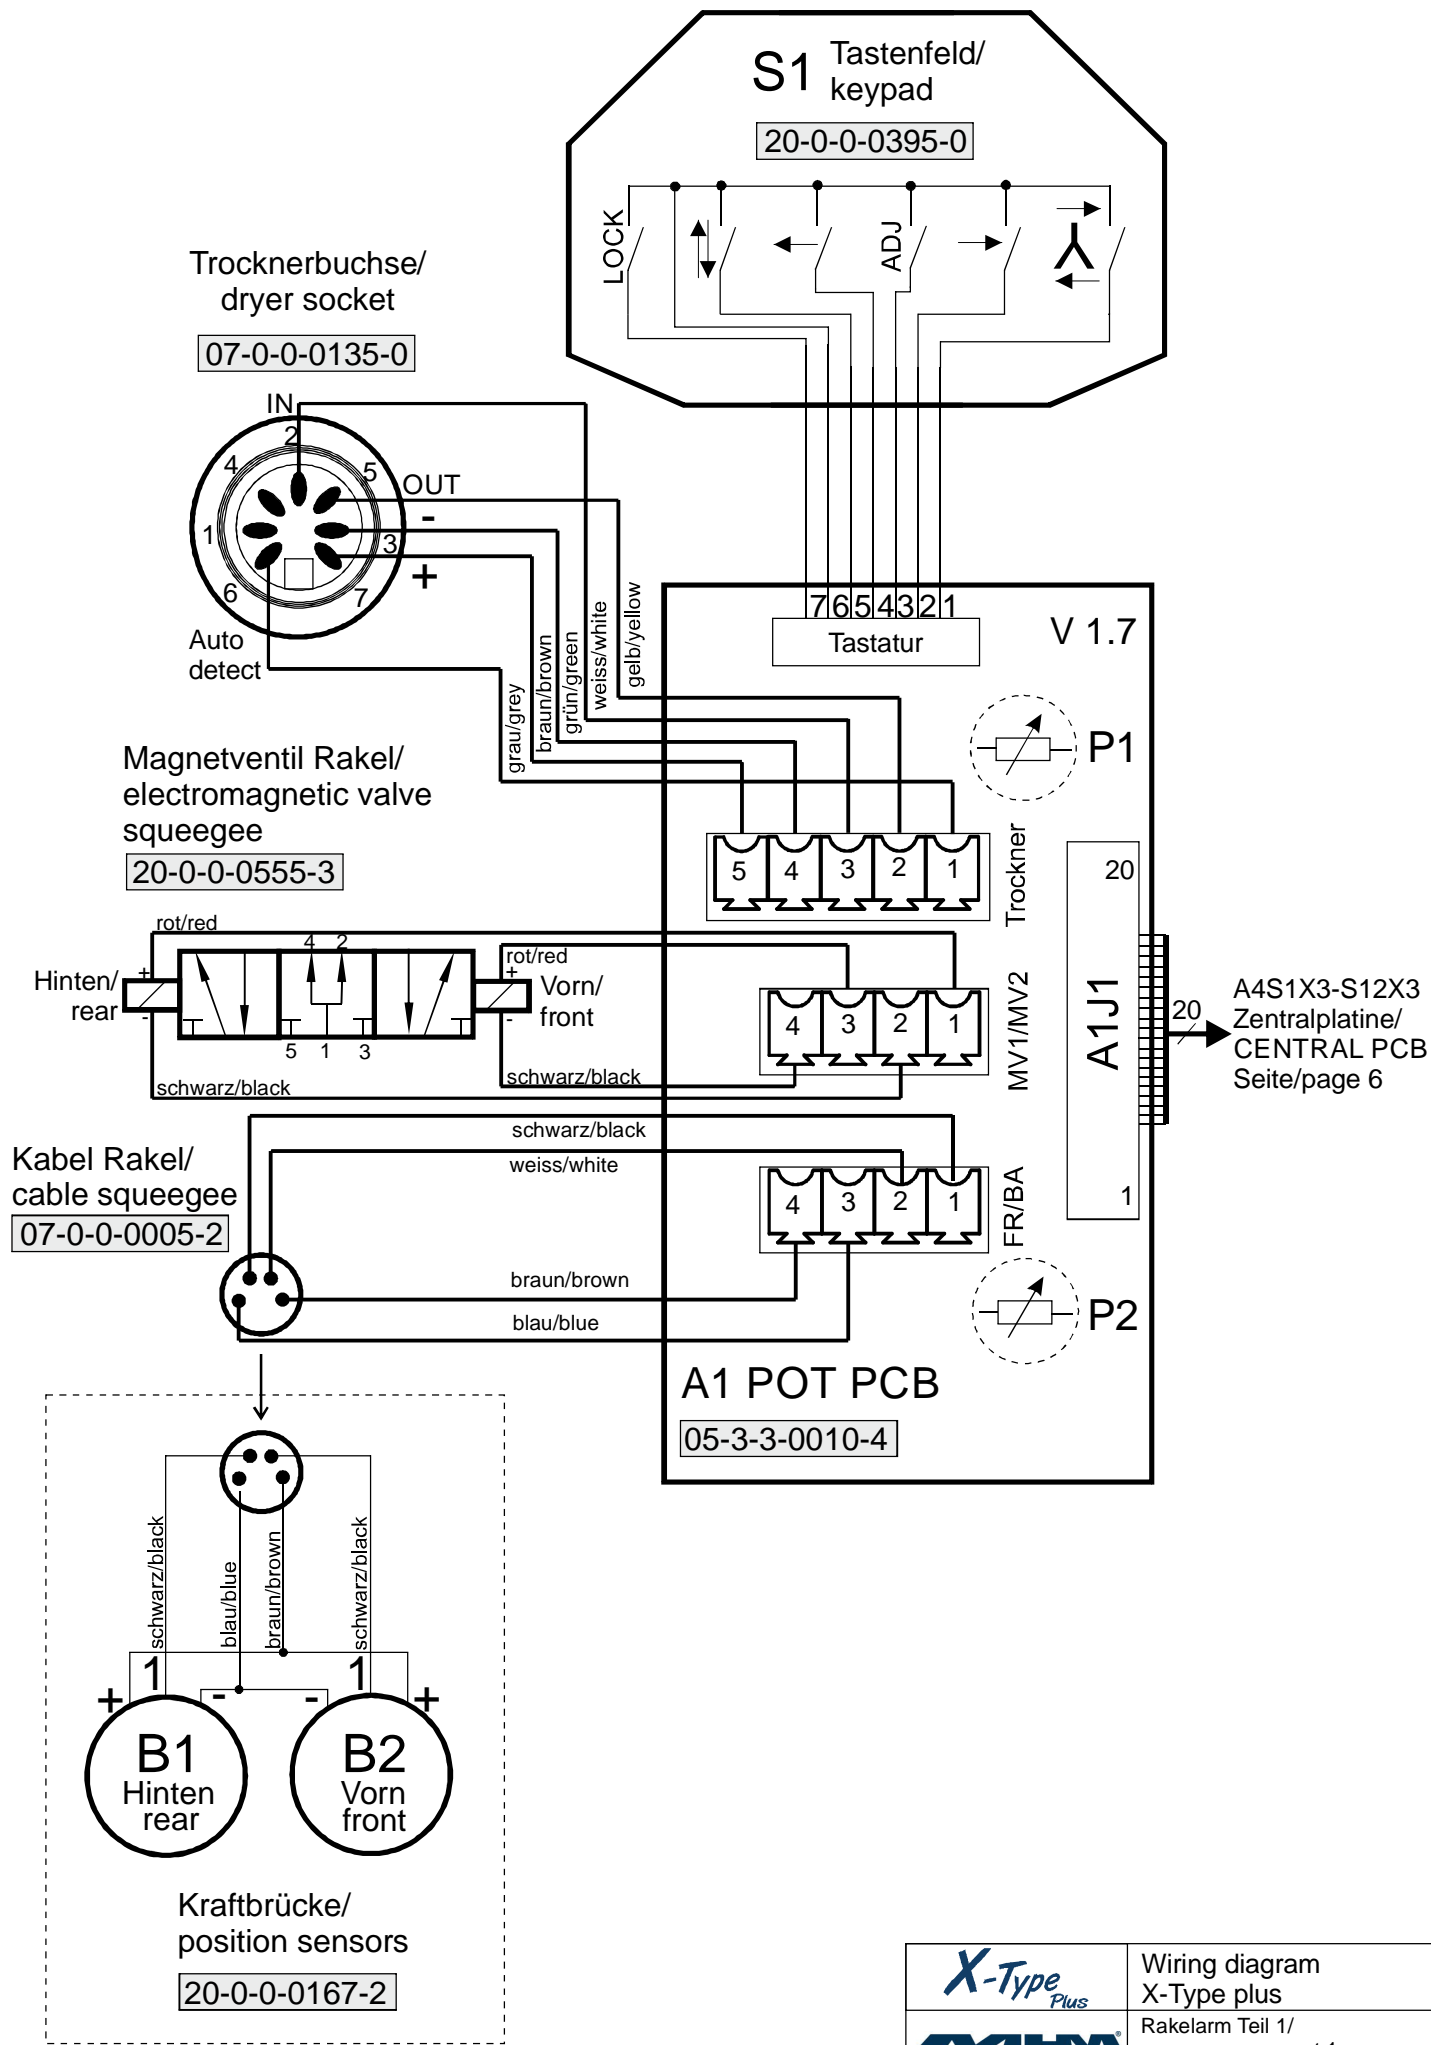 S1
Tastenfeld/
keypad
20-0-0-0395-0
LOCK
ADJ
Trocknerbuchse/
dryer socket
07-0-0-0135-0
IN
2
4
5
OUT
-
1
3
+
6
7
Auto
detect
grau/grey
braun/brown
grün/green
weiss/white
gelb/yellow
7654321
Tastatur
V 1.7
P1
Magnetventil Rakel/
electromagnetic valve
squeegee
20-0-0-0555-3
5
4
3
2
1
Trockner
20
rot/red
4
2
rot/red
Hinten/
rear
+
-
+
-
Vorn/
front
5
1
3
4
3
2
1
MV1/MV2
A1J1
20
A4S1X3-S12X3
Zentralplatine/
CENTRAL PCB
Seite/page 6
schwarz/black
schwarz/black
schwarz/black
weiss/white
Kabel Rakel/
cable squeegee
07-0-0-0005-2
4
3
2
1
FR/BA
1
braun/brown
blau/blue
P2
A1 POT PCB
05-3-3-0010-4
schwarz/black
blau/blue
braun/brown
schwarz/black
1
1
+
-
-
+
B1
Hinten
rear
B2
Vorn
front
Kraftbrücke/
position sensors
20-0-0-0167-2
X-Type
Plus
Wiring diagram
X-Type plus
Rakelarm Teil 1/